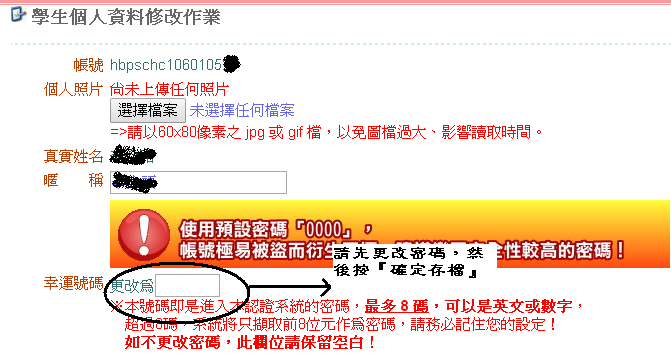 學生個人資料修改作業
帳號 hbpschc1060105
個人照片 尚未上傳任何照片
選擇檔案 未選擇任何檔案
=>請以60x80像素之 jpg 或 gif 檔，以免圖檔過大、影響讀取時間。
真實姓名
暱 稱
使用預設密碼「0000」，
帳號極易被盜而衍生 全性較高的密碼！
請先更改密碼，然
後按『確定存檔』
幸運號碼 更改為
※本號碼即是進入本認證系統的密碼，最多 8 碼，可以是英文或數字，
超過8碼，系統將只擷取前8位元作為密碼，請務必記住您的設定！
如不更改密碼，此欄位請保留空白！